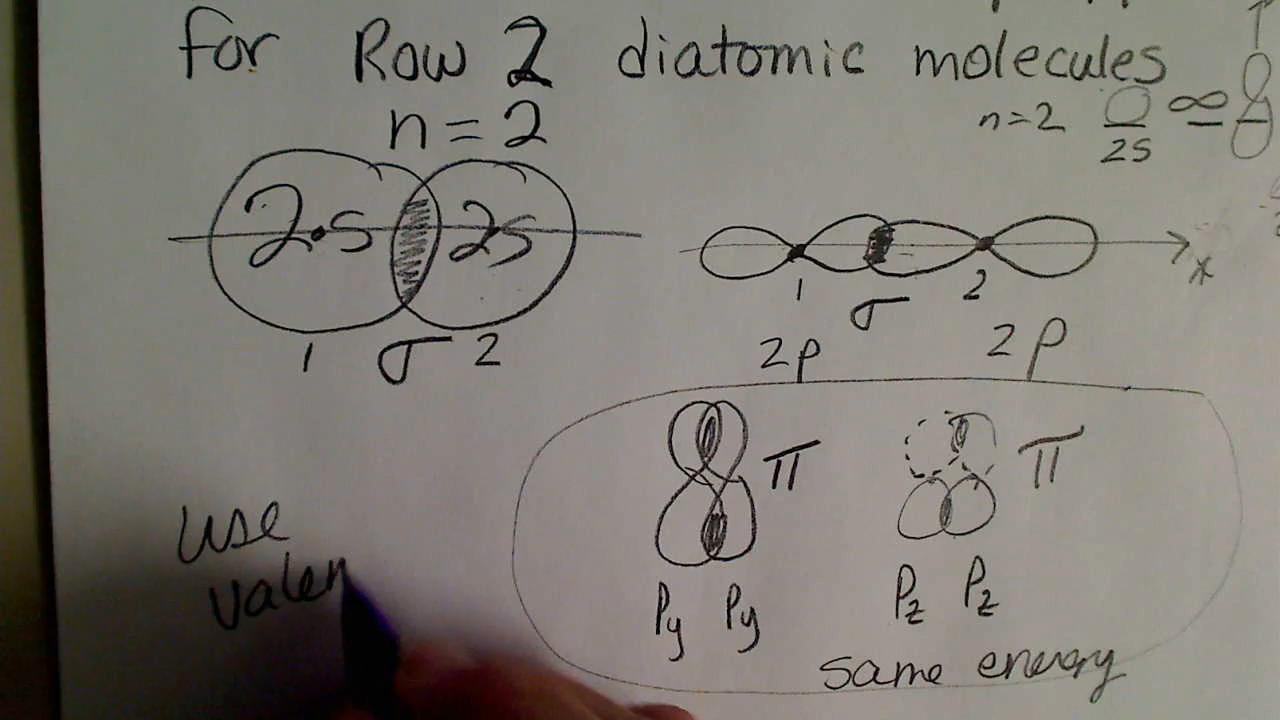 for Row 2 diatomic molecules
n = 2
n=2 2s
2s 2s
1 σ 2
1 σ 2 x
2p 2p
π π
Py Py Pz Pz
same energy
use
valen